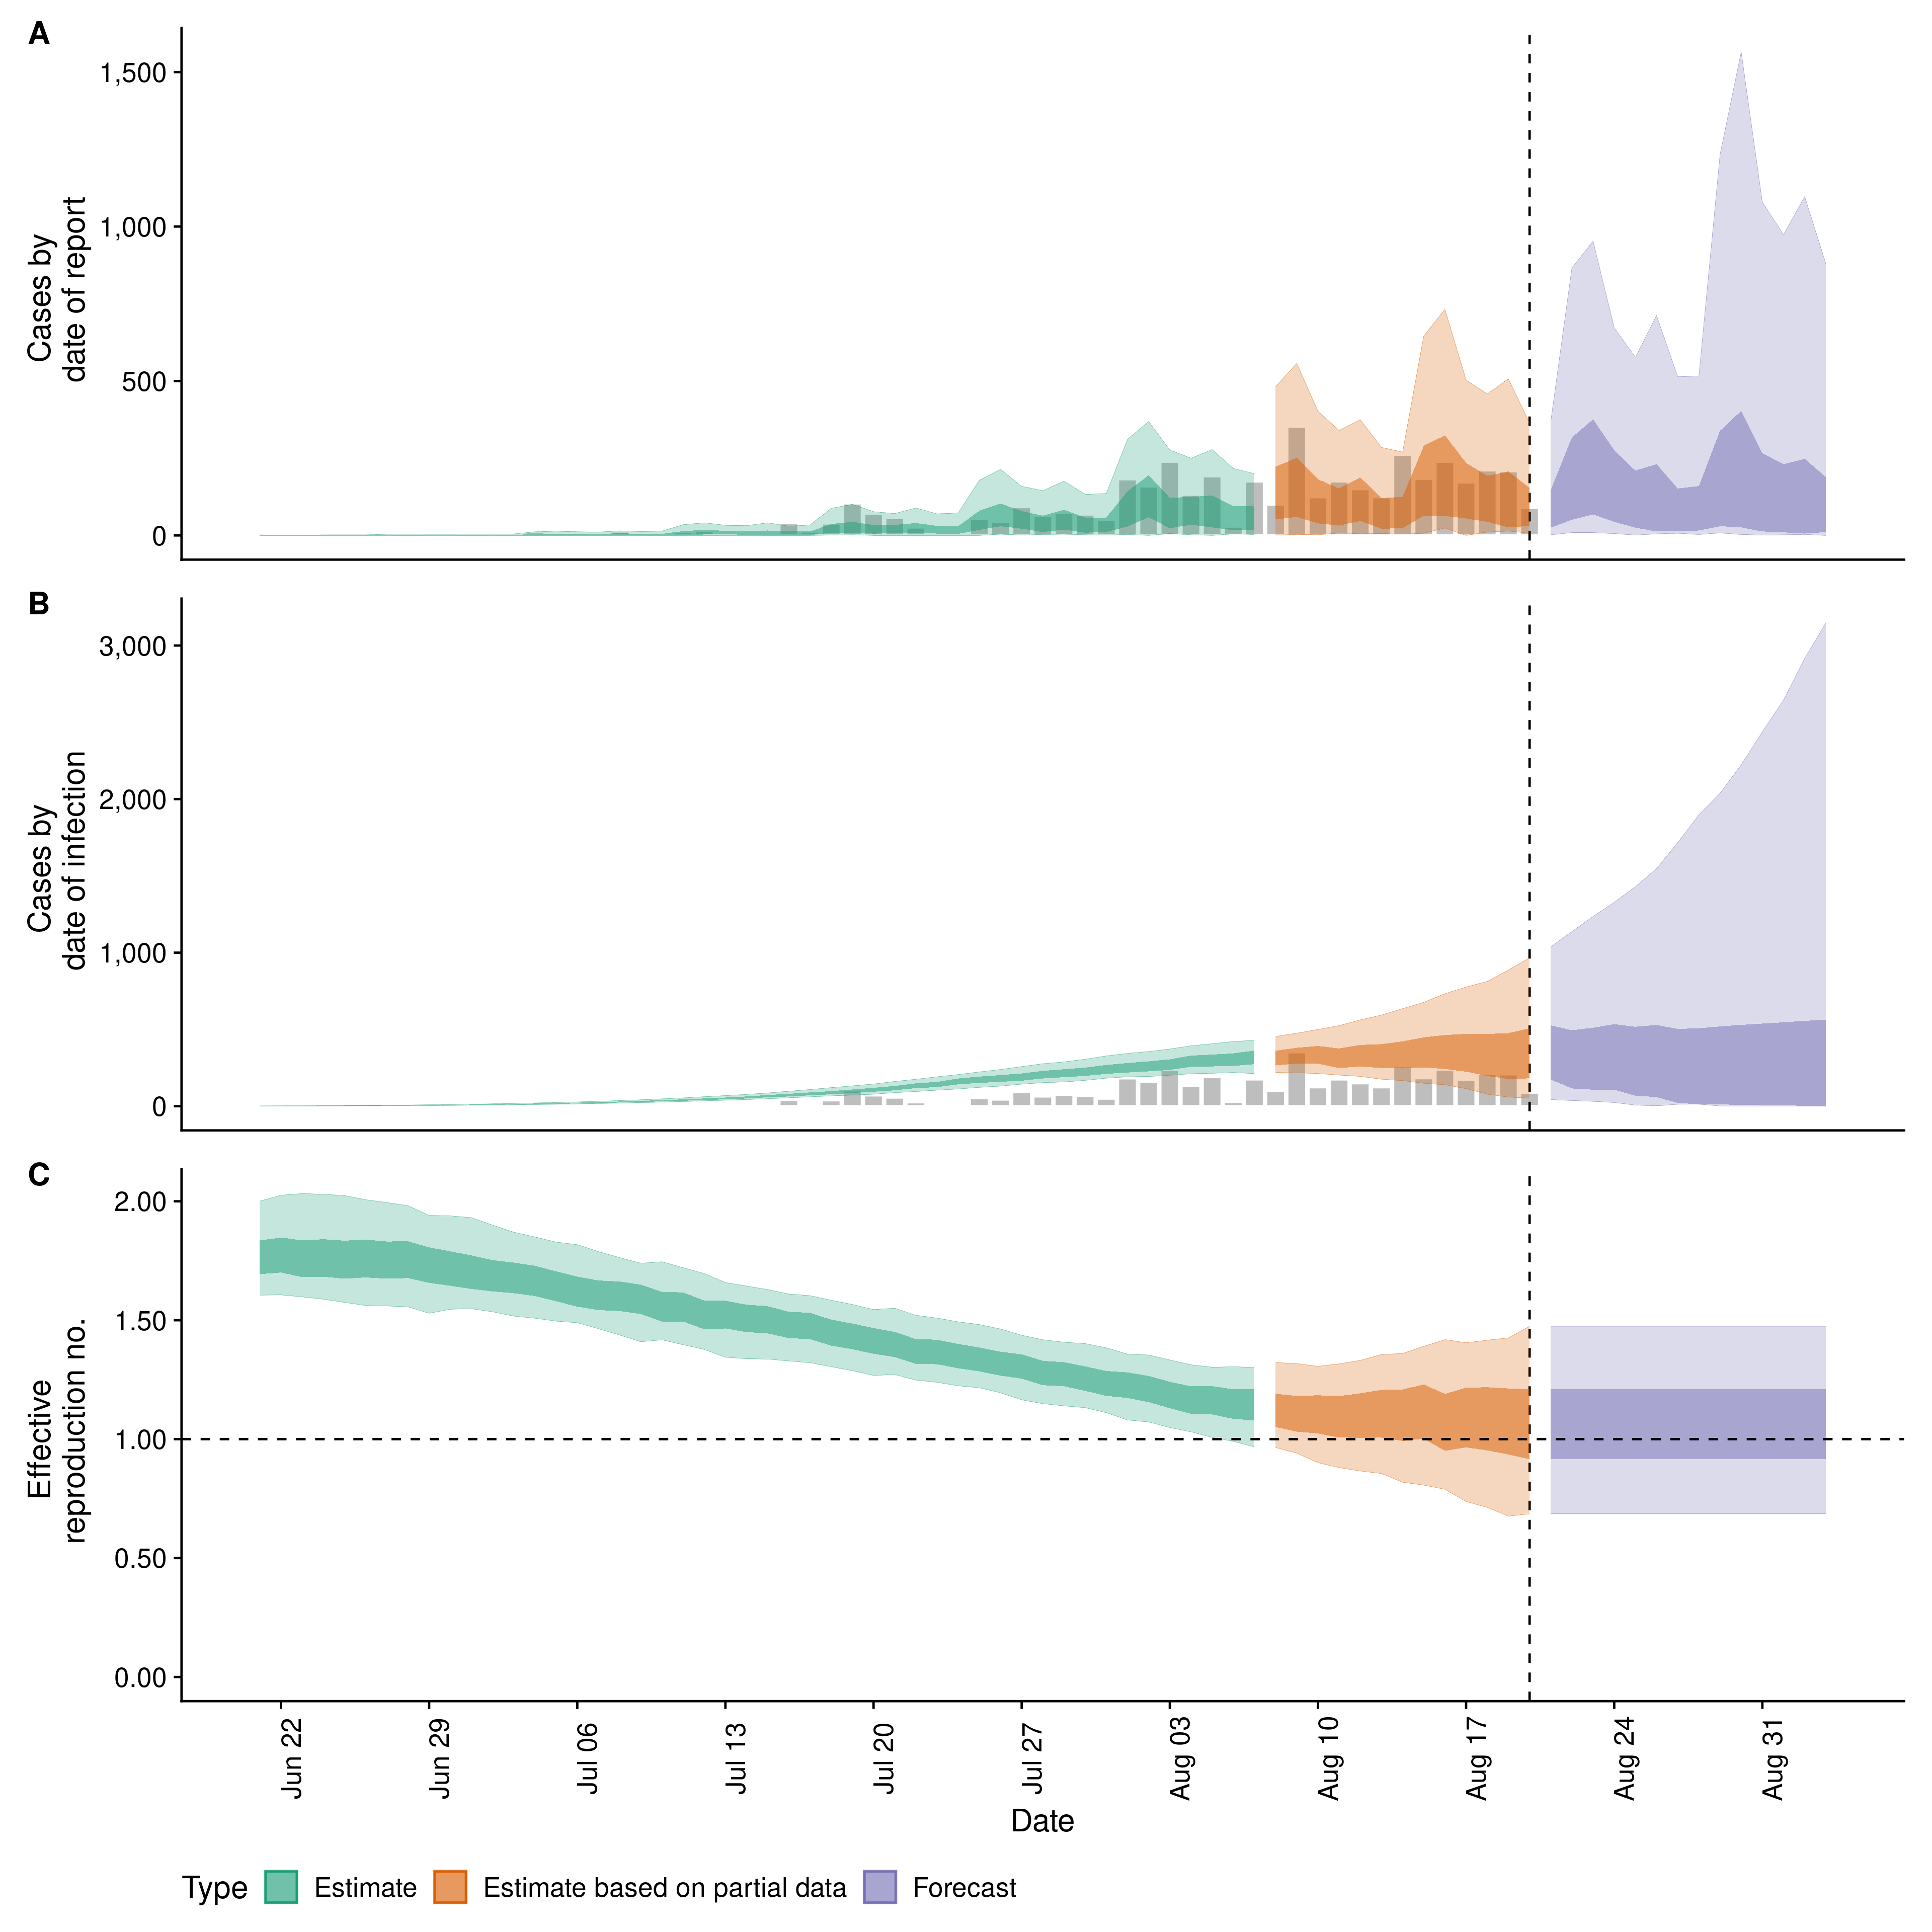 A
Cases by
date of report
1,500
1,000
500
0
B
Cases by
date of infection
3,000
2,000
1,000
0
C
Effective
reproduction no.
2.00
1.50
1.00
0.50
0.00
Jun 22
Jun 29
Jul 06
Jul 13
Jul 20
Jul 27
Aug 03
Aug 10
Aug 17
Aug 24
Aug 31
Date
Type Estimate Estimate based on partial data Forecast